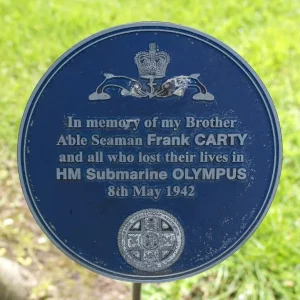 In memory of my Brother
Able Seaman Frank CARTY
and all who lost their lives in
HM Submarine OLYMPUS
8th May 1942